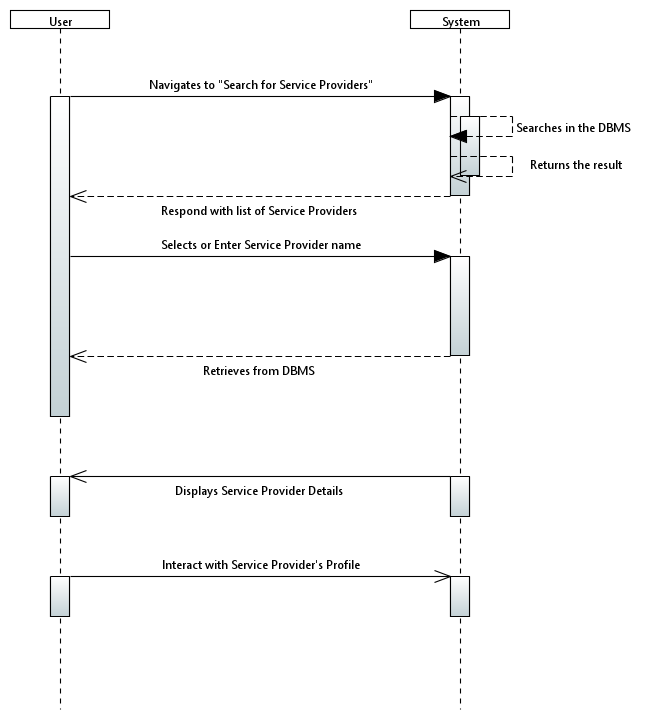 User
System
Navigates to "Search for Service Providers"
Searches in the DBMS
Returns the result
Respond with list of Service Providers
Selects or Enter Service Provider name
Retrieves from DBMS
Displays Service Provider Details
Interact with Service Provider's Profile